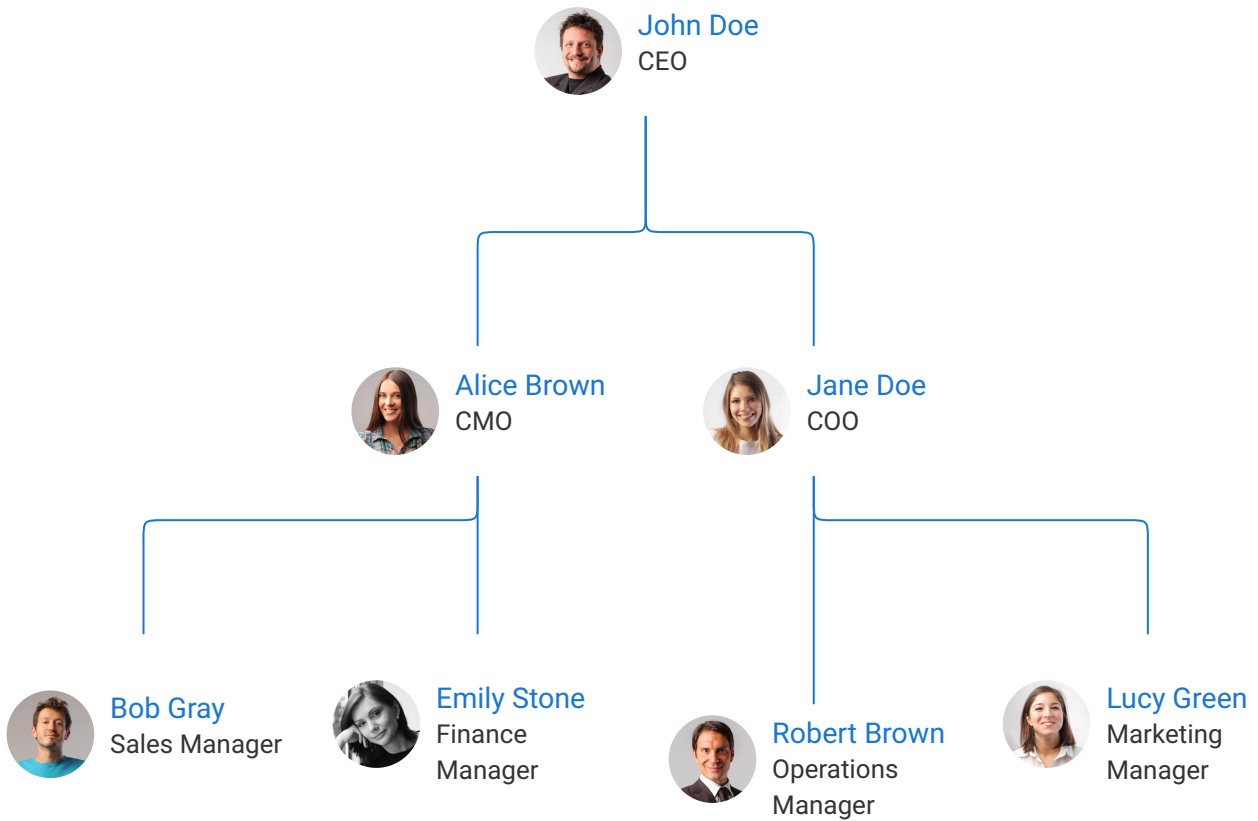 John Doe
CEO
Alice Brown
CMO
Jane Doe
COO
Bob Gray
Sales Manager
Emily Stone
Finance
Manager
Robert Brown
Operations
Manager
Lucy Green
Marketing
Manager